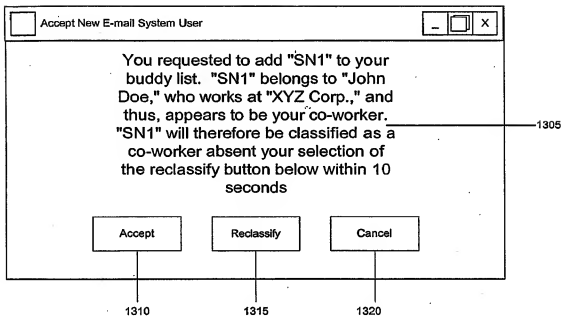 Accept New E-mail System User
_ X
You requested to add "SN1" to your
buddy list. "SN1" belongs to "John
Doe," who works at "XYZ Corp.," and
thus, appears to be your co-worker.
"SN1" will therefore be classified as a
co-worker absent your selection of
the reclassify button below within 10
seconds
1305
Accept Reclassify Cancel
1310 1315 1320